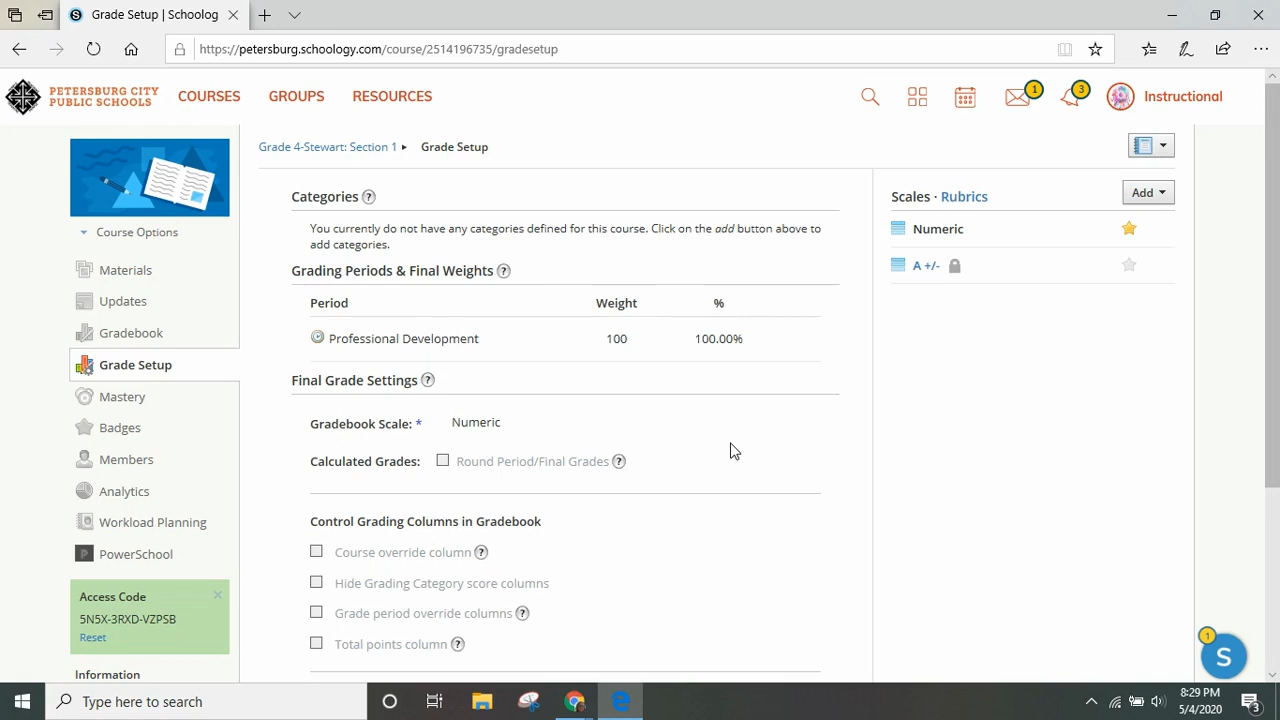 Grade Setup | Schoolog
https://petersburg.schoology.com/course/2514196735/gradesetup
PETERSBURG CITY
PUBLIC SCHOOLS
COURSES
GROUPS
RESOURCES
1
3
Instructional
Course Options
Materials
Updates
Gradebook
Grade Setup
Mastery
Badges
Members
Analytics
Workload Planning
PowerSchool
Access Code
5N5X-3RXD-VZPSB
Reset
Information
Grade 4-Stewart: Section 1 ▸ Grade Setup
Categories ?
You currently do not have any categories defined for this course. Click on the add button above to
add categories.
Grading Periods & Final Weights ?
Period Weight %
Professional Development 100 100.00%
Final Grade Settings ?
Gradebook Scale: * Numeric
Calculated Grades: Round Period/Final Grades ?
Control Grading Columns in Gradebook
Course override column ?
Hide Grading Category score columns
Grade period override columns ?
Total points column ?
Scales · Rubrics
Add
Numeric
A +/-
1
S
Type here to search
8:29 PM
5/4/2020
3